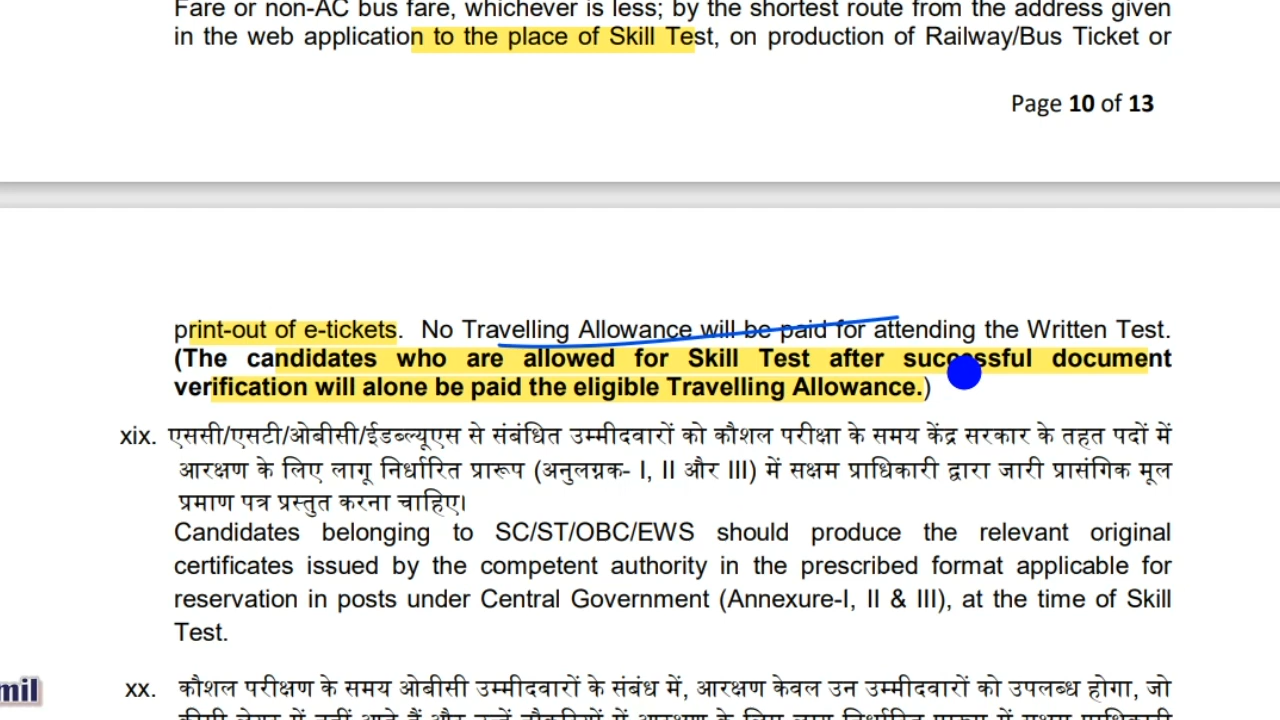 Fare or non-AC bus fare, whichever is less; by the shortest route from the address given
in the web application to the place of Skill Test, on production of Railway/Bus Ticket or
Page 10 of 13
print-out of e-tickets. No Travelling Allowance will be paid for attending the Written Test.
(The candidates who are allowed for Skill Test after successful document
verification will alone be paid the eligible Travelling Allowance.)
xix. एससी/एसटी/ओबीसी/ईडब्ल्यूएस से संबंधित उम्मीदवारों को कौशल परीक्षा के समय केंद्र सरकार के तहत पदों में
आरक्षण के लिए लागू निर्धारित प्रारूप (अनुलग्नक- I, II और III) में सक्षम प्राधिकारी द्वारा जारी प्रासंगिक मूल
प्रमाण पत्र प्रस्तुत करना चाहिए।
Candidates belonging to SC/ST/OBC/EWS should produce the relevant original
certificates issued by the competent authority in the prescribed format applicable for
reservation in posts under Central Government (Annexure-I, II & III), at the time of Skill
Test.
mil
xx. कौशल परीक्षण के समय ओबीसी उम्मीदवारों के संबंध में, आरक्षण केवल उन उम्मीदवारों को उपलब्ध होगा, जो